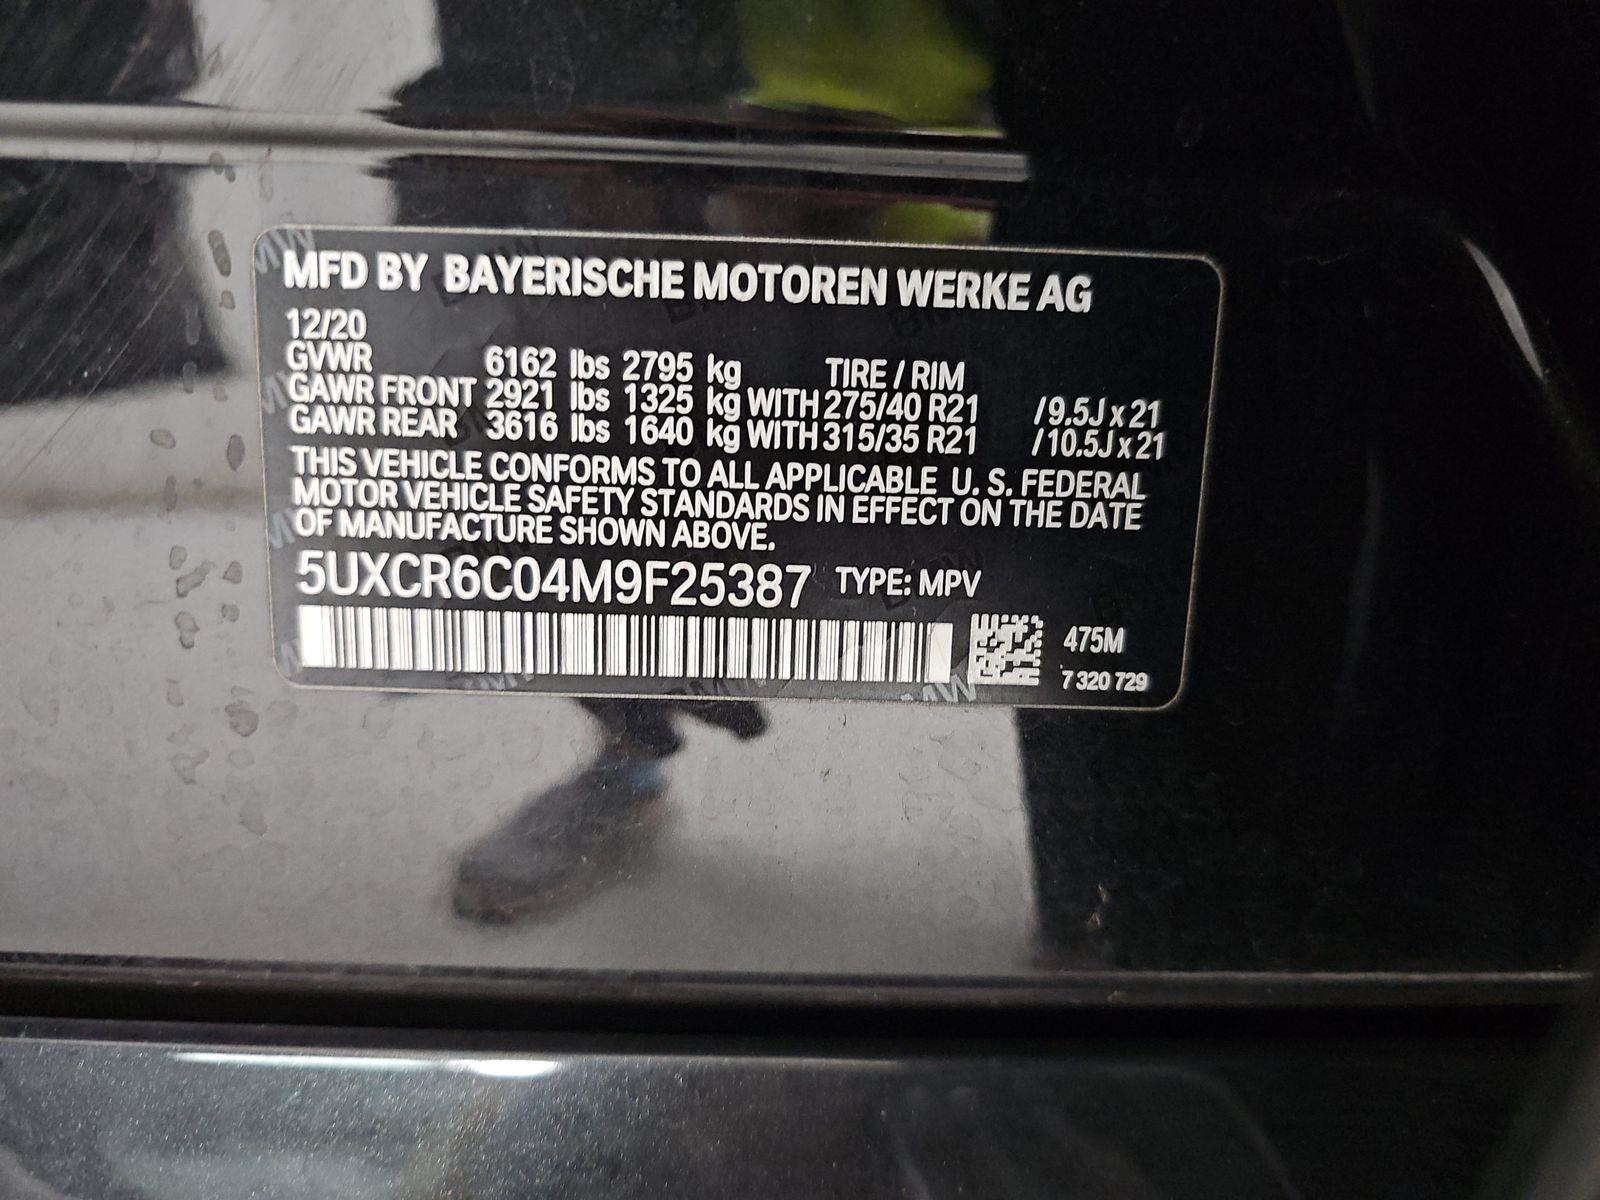 MFD BY BAYERISCHE MOTOREN WERKE AG
12/20
GVWR 6162 lbs 2795 kg TIRE / RIM
GAWR FRONT 2921 lbs 1325 kg WITH 275/40 R21 /9.5J x 21
GAWR REAR 3616 lbs 1640 kg WITH 315/35 R21 /10.5J x 21
THIS VEHICLE CONFORMS TO ALL APPLICABLE U. S. FEDERAL
MOTOR VEHICLE SAFETY STANDARDS IN EFFECT ON THE DATE
OF MANUFACTURE SHOWN ABOVE.
5UXCR6C04M9F25387 TYPE: MPV
475M
7 320 729